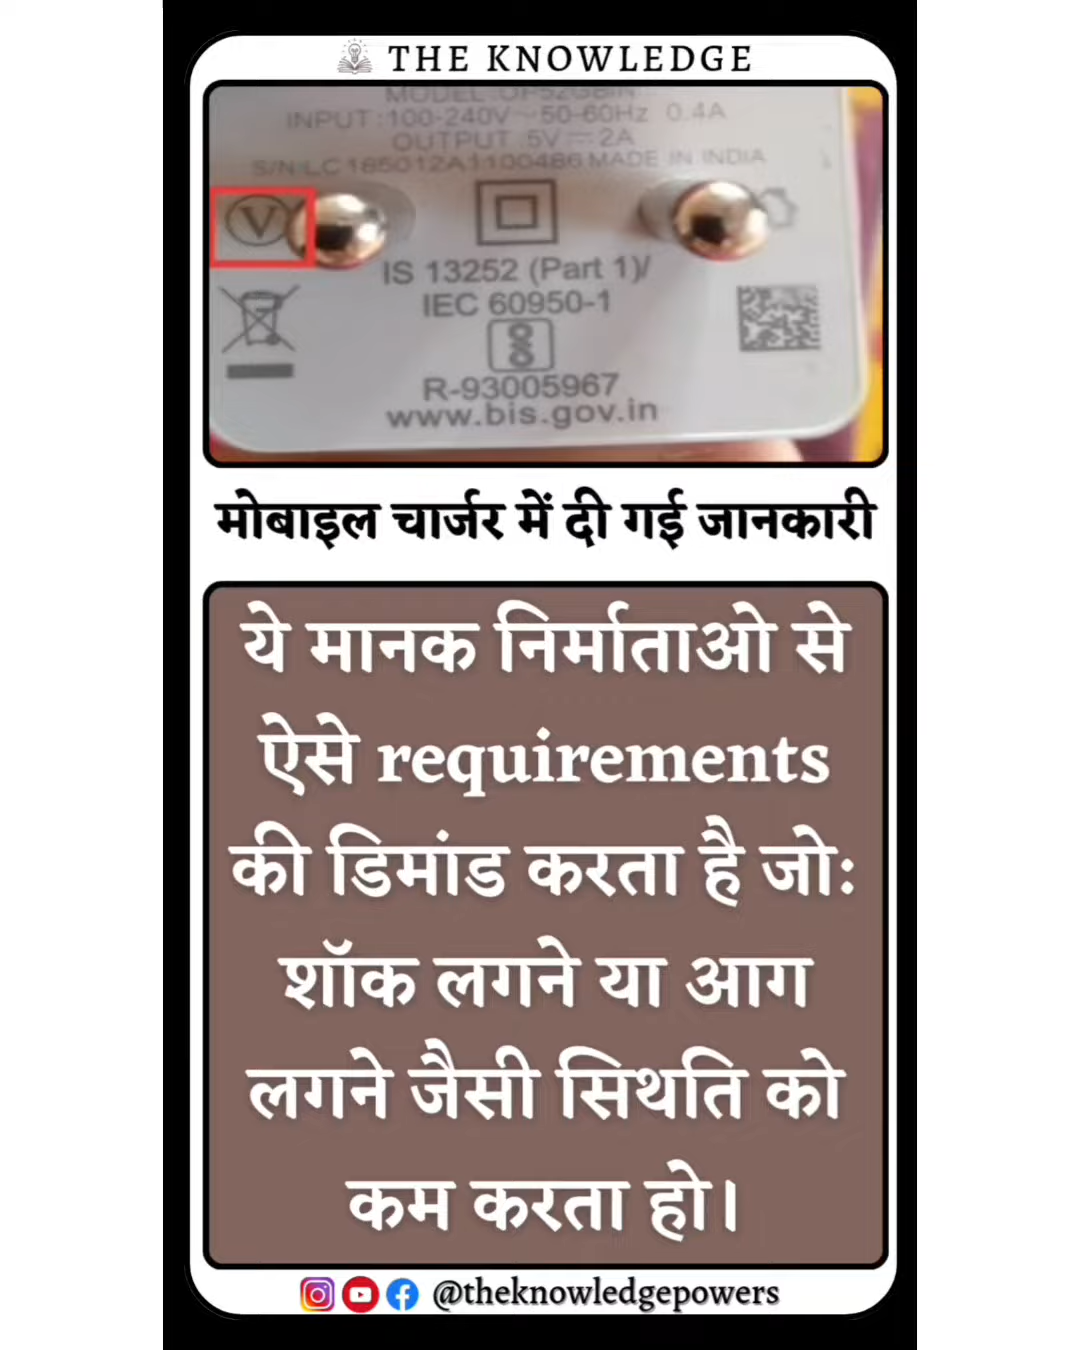 THE KNOWLEDGE
INPUT:100-240V~50-60Hz 0.4A
OUTPUT :5V⎓2A
S/N:LC185012A1100486 MADE IN INDIA
V
IS 13252 (Part 1)/
IEC 60950-1
R-93005967
www.bis.gov.in
मोबाइल चार्जर में दी गई जानकारी
ये मानक निर्माताओ से
ऐसे requirements
की डिमांड करता है जो:
शॉक लगने या आग
लगने जैसी सिथति को
कम करता हो।
@theknowledgepowers